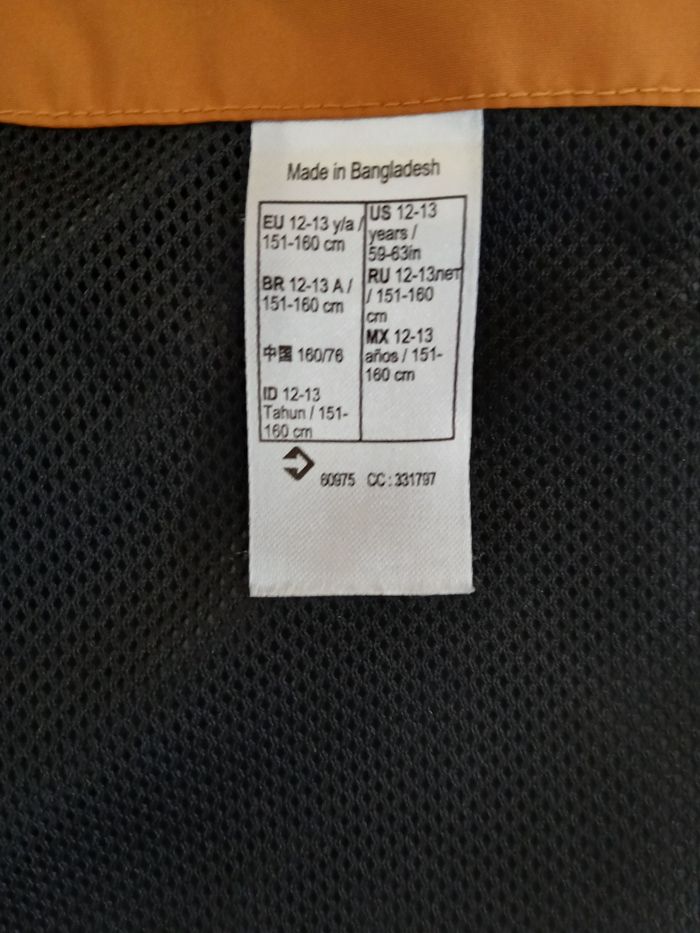 Made in Bangladesh
EU 12-13 y/a /
151-160 cm
BR 12-13 A /
151-160 cm
中国 160/76
ID 12-13
Tahun / 151-
160 cm
US 12-13
years /
59-63in
RU 12-13лет
/ 151-160
cm
MX 12-13
años / 151-
160 cm
60975 CC : 331797